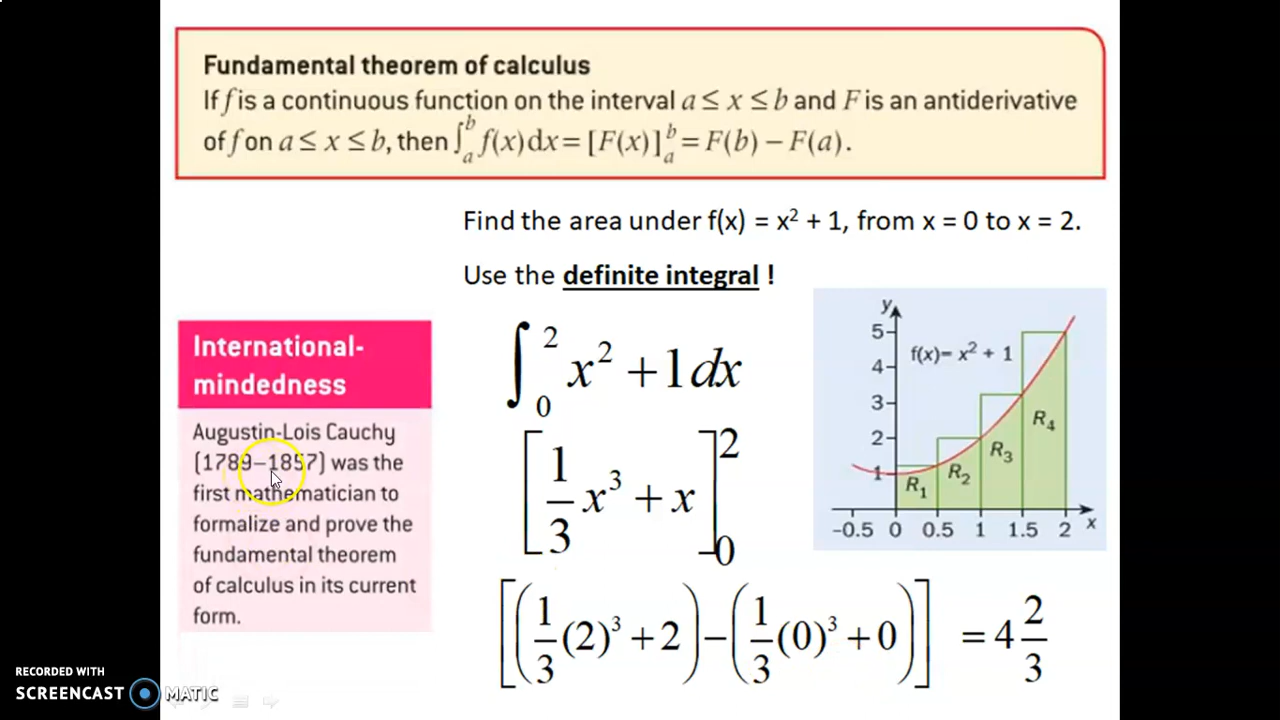 Fundamental theorem of calculus
If f is a continuous function on the interval a ≤ x ≤ b and F is an antiderivative
of f on a ≤ x ≤ b, then ∫_a^b f(x)dx = [F(x)]_a^b = F(b) − F(a).
Find the area under f(x) = x² + 1, from x = 0 to x = 2.
Use the definite integral !
International-
mindedness
Augustin-Lois Cauchy
(1789–1857) was the
first mathematician to
formalize and prove the
fundamental theorem
of calculus in its current
form.
∫_0^2 x² + 1dx
[1/3 x³ + x]_0^2
[(1/3 (2)³ + 2) − (1/3 (0)³ + 0)] = 4 2/3
y
5
f(x)= x² + 1
4
3
2
1
R₁ R₂ R₃ R₄
-0.5 0 0.5 1 1.5 2 x
RECORDED WITH
SCREENCAST MATIC